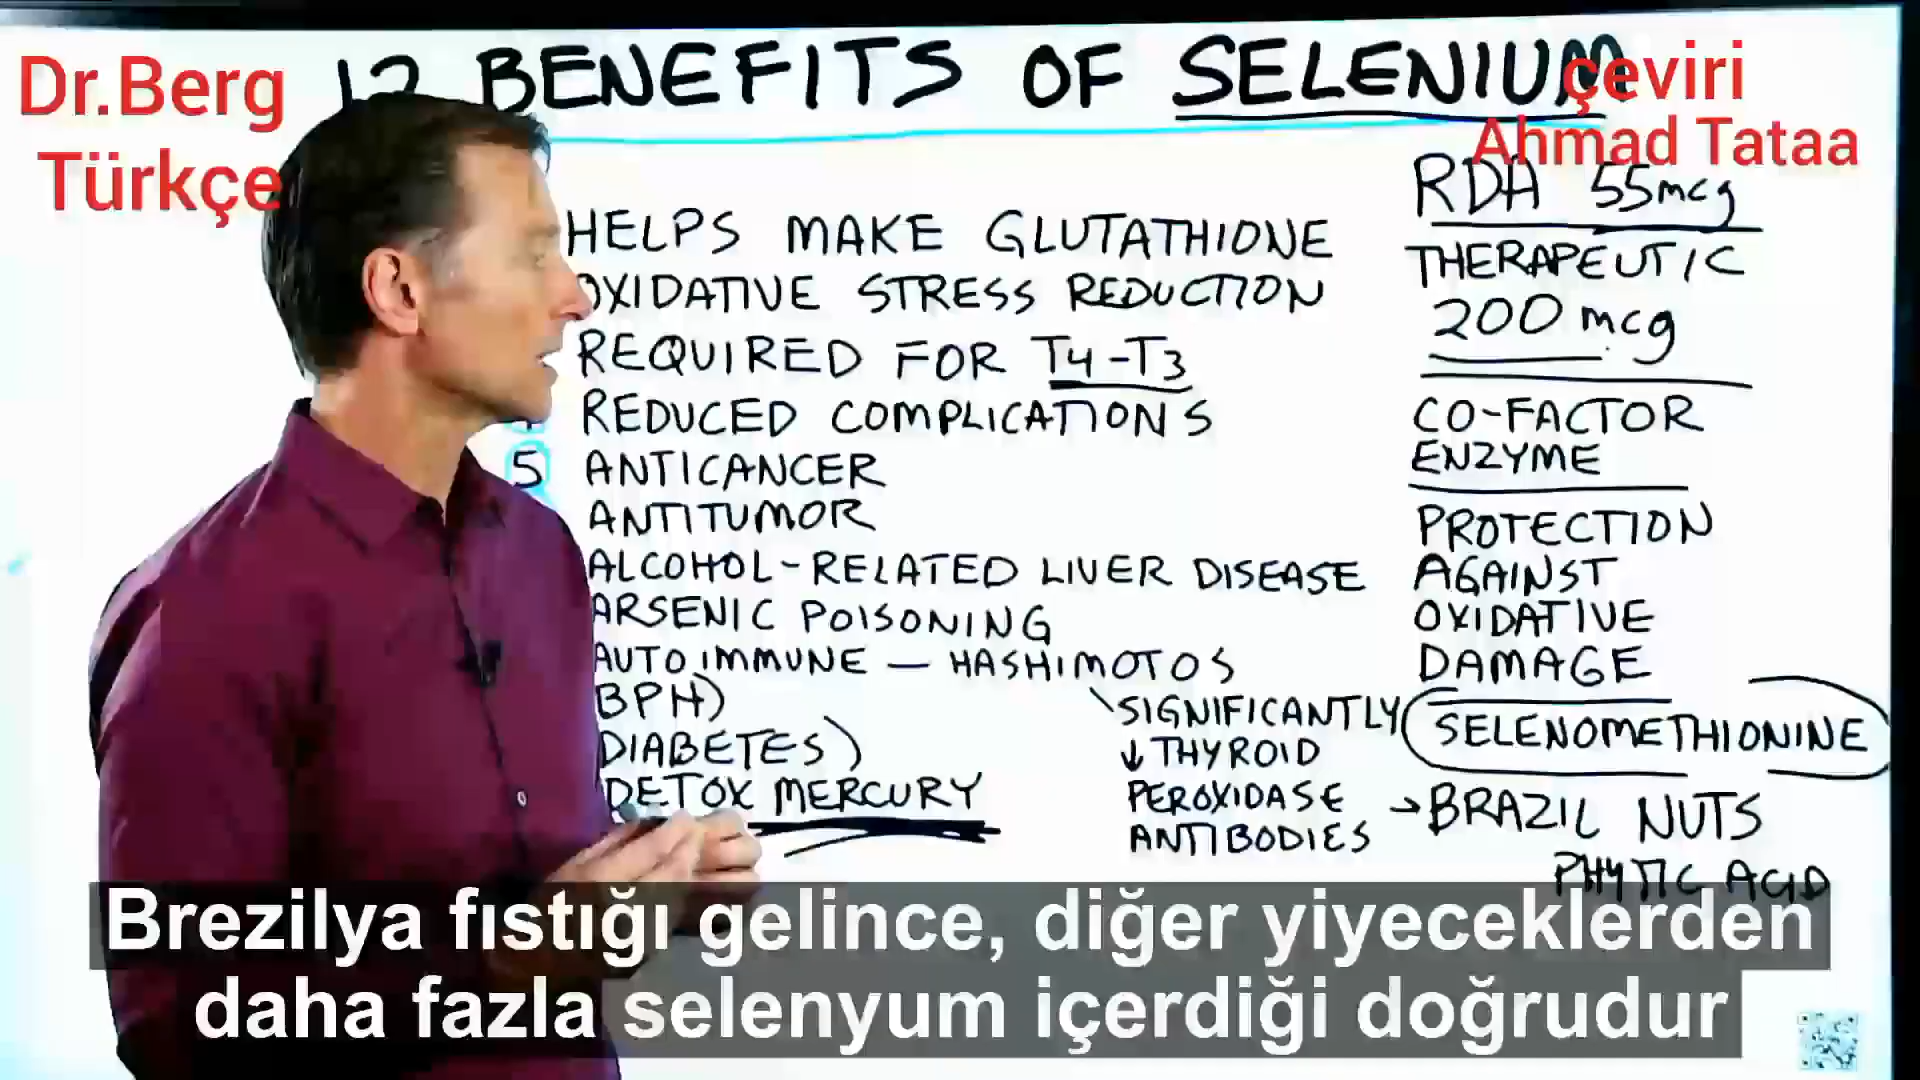 12 BENEFITS OF SELENIUM
Dr.Berg
Türkçe
çeviri
Ahmad Tataa
HELPS MAKE GLUTATHIONE
OXIDATIVE STRESS REDUCTION
REQUIRED FOR T4-T3
REDUCED COMPLICATIONS
5 ANTICANCER
ANTITUMOR
ALCOHOL-RELATED LIVER DISEASE
ARSENIC POISONING
AUTOIMMUNE — HASHIMOTOS
BPH)
DIABETES)
DETOX MERCURY
SIGNIFICANTLY
↓ THYROID
PEROXIDASE
ANTIBODIES
RDA 55mcg
THERAPEUTIC
200 mcg
CO-FACTOR
ENZYME
PROTECTION
AGAINST
OXIDATIVE
DAMAGE
SELENOMETHIONINE
→BRAZIL NUTS
PHYTIC ACID
Brezilya fıstığı gelince, diğer yiyeceklerden
daha fazla selenyum içerdiği doğrudur